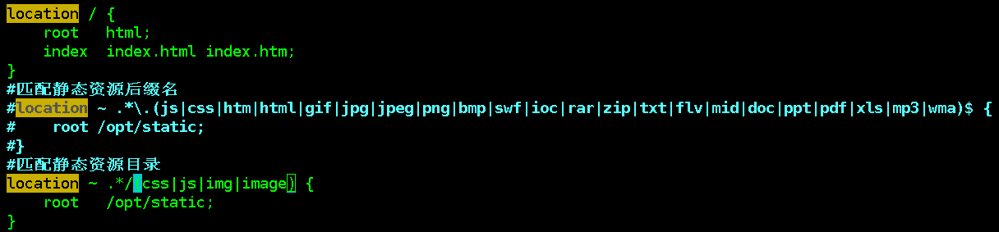 location / {
    root   html;
    index  index.html index.htm;
}
#匹配静态资源后缀名
#location ~ .*\.(js|css|htm|html|gif|jpg|jpeg|png|bmp|swf|ioc|rar|zip|txt|flv|mid|doc|ppt|pdf|xls|mp3|wma)$ {
#    root /opt/static;
#}
#匹配静态资源目录
location ~ .*/(css|js|img|image) {
    root   /opt/static;
}